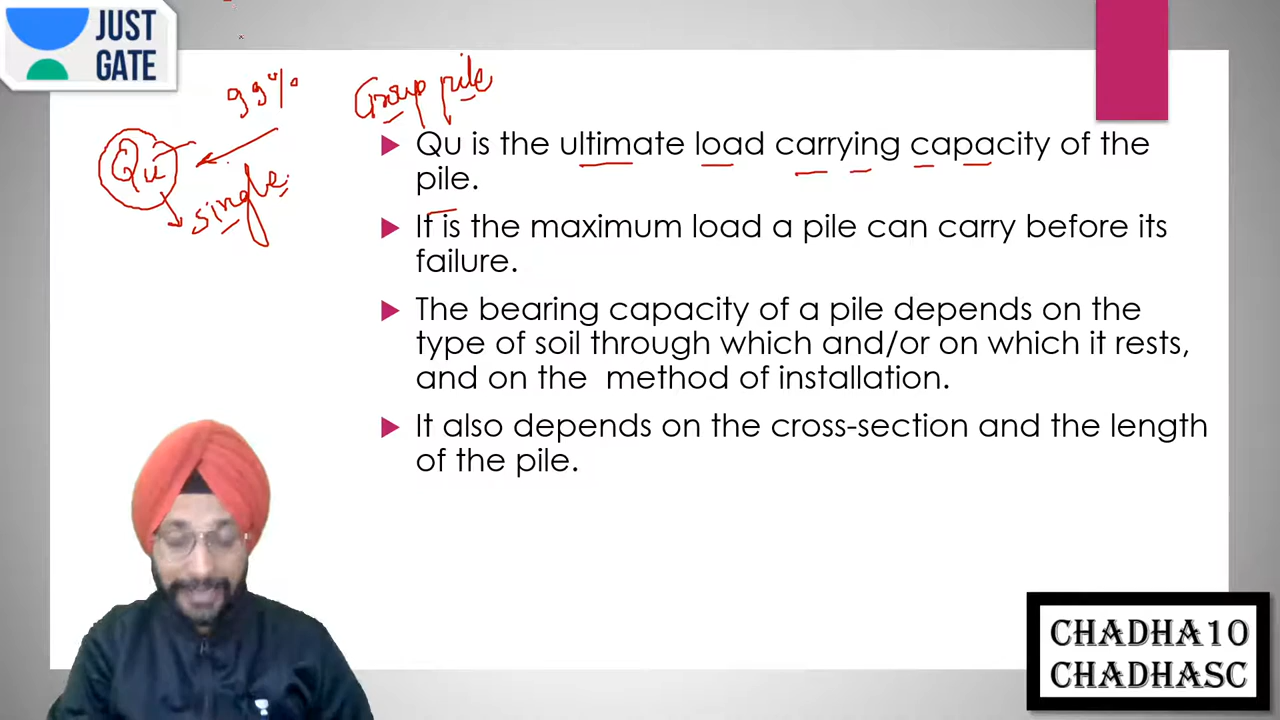 JUST
GATE
99%
Group pile
Qu
single
Qu is the ultimate load carrying capacity of the
pile.
It is the maximum load a pile can carry before its
failure.
The bearing capacity of a pile depends on the
type of soil through which and/or on which it rests,
and on the method of installation.
It also depends on the cross-section and the length
of the pile.
CHADHA10
CHADHASC